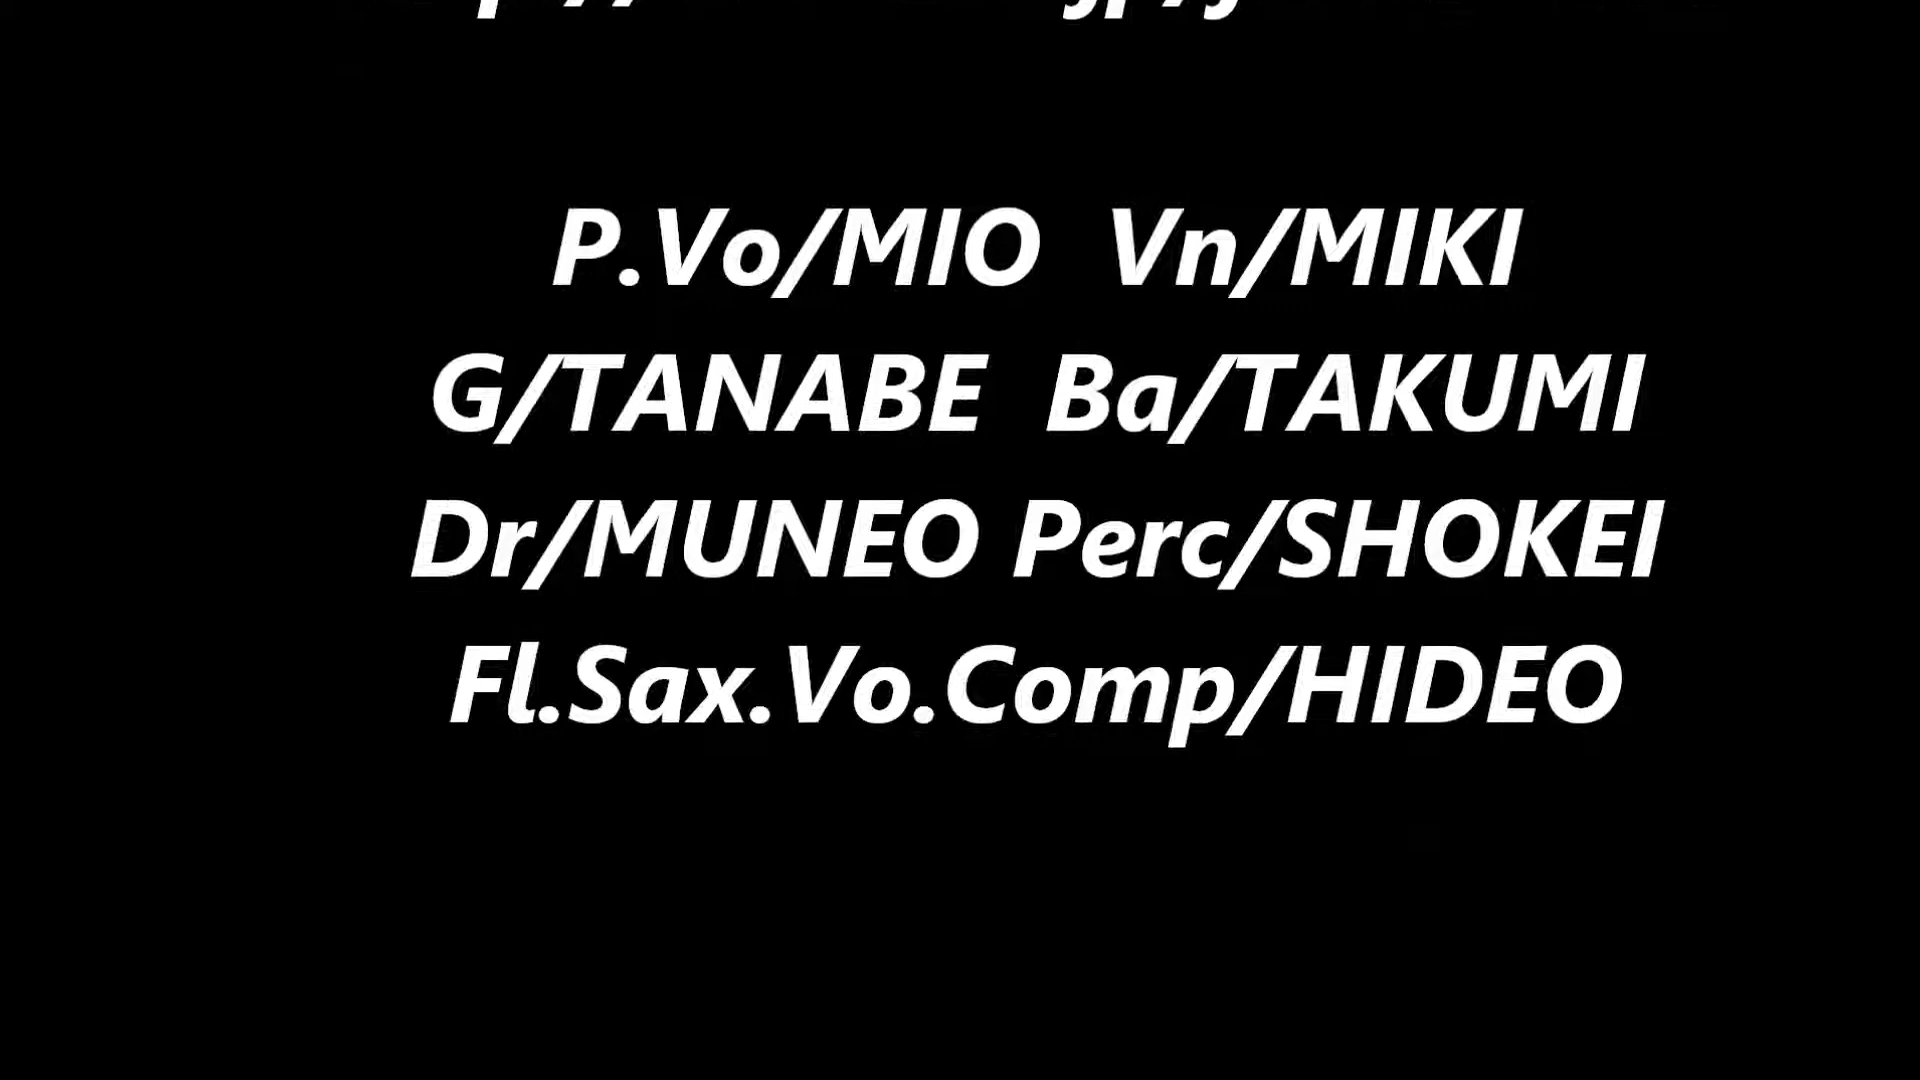 P.Vo/MIO  Vn/MIKI
G/TANABE  Ba/TAKUMI
Dr/MUNEO Perc/SHOKEI
Fl.Sax.Vo.Comp/HIDEO